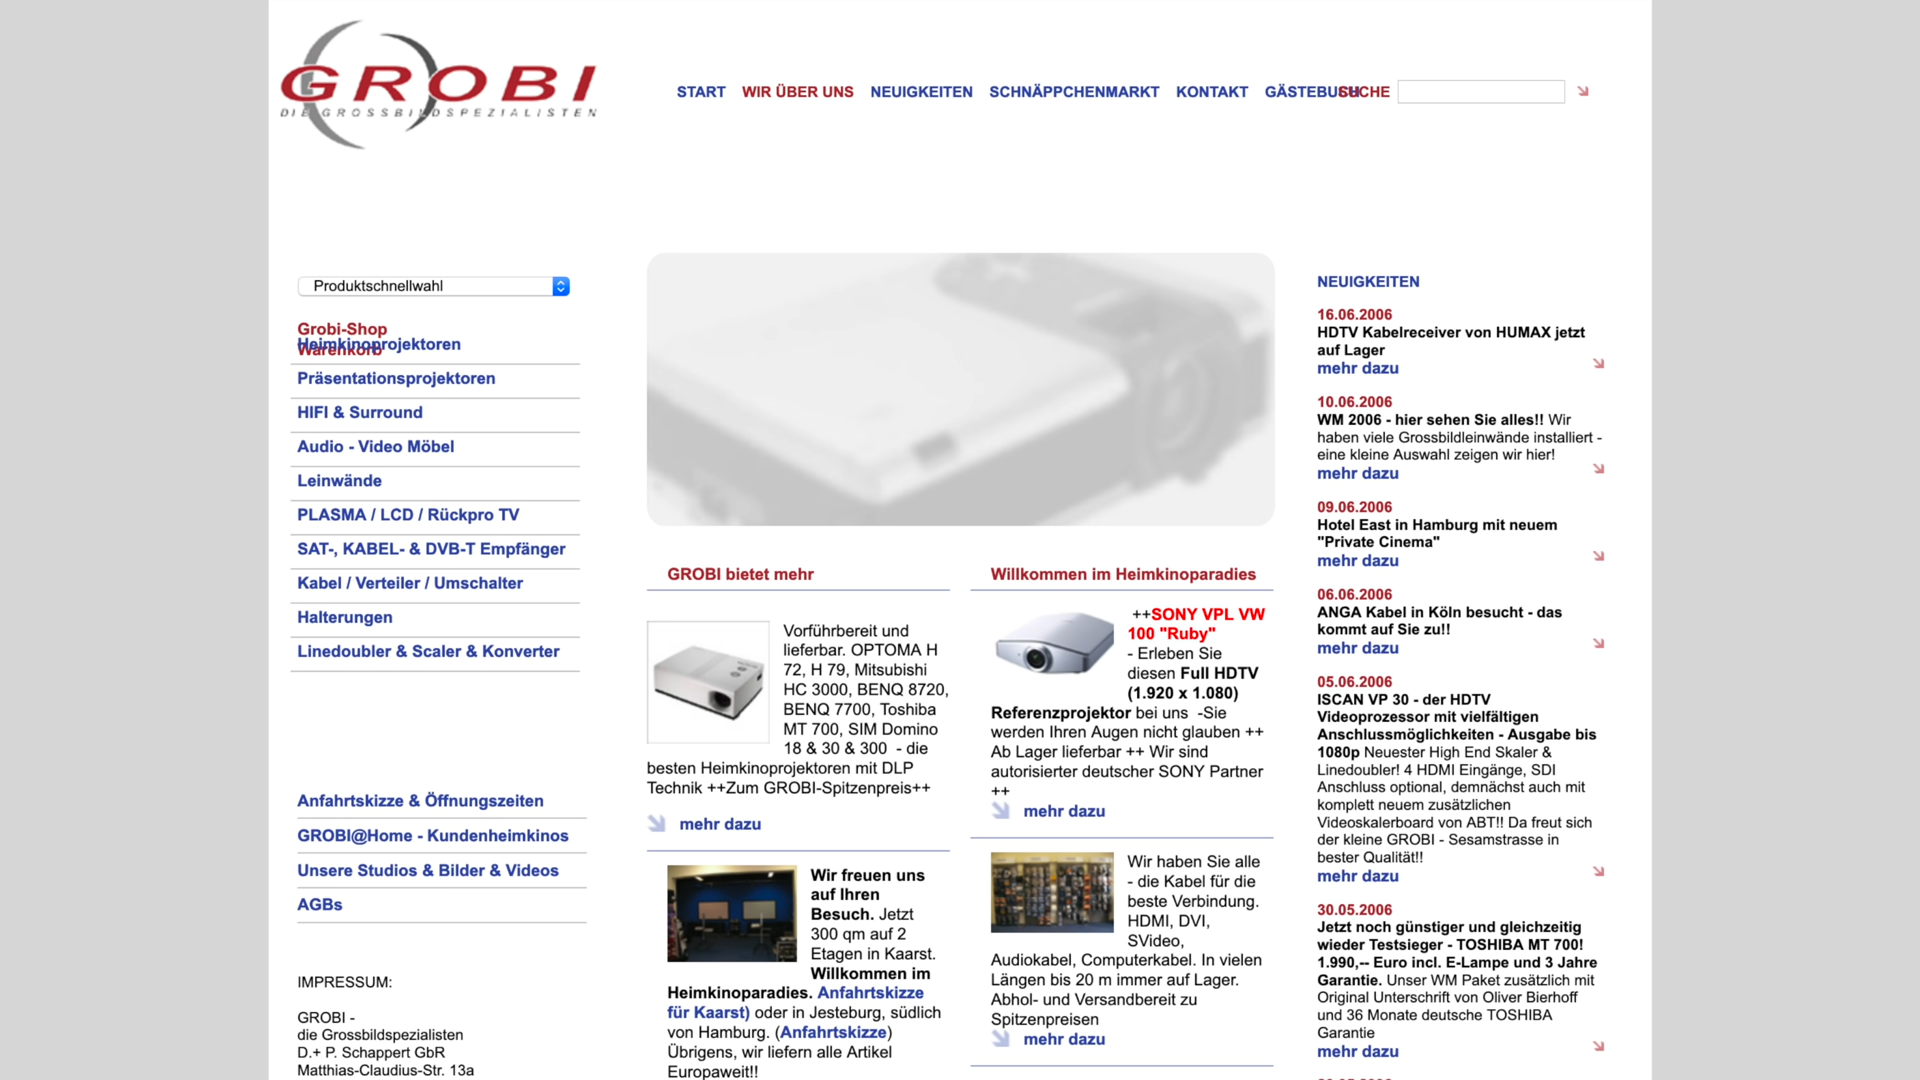 GROBI
DIE GROSSBILDSPEZIALISTEN
START WIR ÜBER UNS NEUIGKEITEN SCHNÄPPCHENMARKT KONTAKT GÄSTEBUCH SUCHE
Produktschnellwahl
Grobi-Shop
Warenkorb
Heimkinoprojektoren
Präsentationsprojektoren
HIFI & Surround
Audio - Video Möbel
Leinwände
PLASMA / LCD / Rückpro TV
SAT-, KABEL- & DVB-T Empfänger
Kabel / Verteiler / Umschalter
Halterungen
Linedoubler & Scaler & Konverter
Anfahrtskizze & Öffnungszeiten
GROBI@Home - Kundenheimkinos
Unsere Studios & Bilder & Videos
AGBs
IMPRESSUM:
GROBI -
die Grossbildspezialisten
D.+ P. Schappert GbR
Matthias-Claudius-Str. 13a
GROBI bietet mehr
Vorführbereit und
lieferbar. OPTOMA H
72, H 79, Mitsubishi
HC 3000, BENQ 8720,
BENQ 7700, Toshiba
MT 700, SIM Domino
18 & 30 & 300 - die
besten Heimkinoprojektoren mit DLP
Technik ++Zum GROBI-Spitzenpreis++
mehr dazu
Wir freuen uns
auf Ihren
Besuch. Jetzt
300 qm auf 2
Etagen in Kaarst.
Willkommen im
Heimkinoparadies. Anfahrtskizze
für Kaarst) oder in Jesteburg, südlich
von Hamburg. (Anfahrtskizze)
Übrigens, wir liefern alle Artikel
Europaweit!!
Willkommen im Heimkinoparadies
++SONY VPL VW
100 "Ruby"
- Erleben Sie
diesen Full HDTV
(1.920 x 1.080)
Referenzprojektor bei uns -Sie
werden Ihren Augen nicht glauben ++
Ab Lager lieferbar ++ Wir sind
autorisierter deutscher SONY Partner
++
mehr dazu
Wir haben Sie alle
- die Kabel für die
beste Verbindung.
HDMI, DVI,
SVideo,
Audiokabel, Computerkabel. In vielen
Längen bis 20 m immer auf Lager.
Abhol- und Versandbereit zu
Spitzenpreisen
mehr dazu
NEUIGKEITEN
16.06.2006
HDTV Kabelreceiver von HUMAX jetzt
auf Lager
mehr dazu
10.06.2006
WM 2006 - hier sehen Sie alles!! Wir
haben viele Grossbildleinwände installiert -
eine kleine Auswahl zeigen wir hier!
mehr dazu
09.06.2006
Hotel East in Hamburg mit neuem
"Private Cinema"
mehr dazu
06.06.2006
ANGA Kabel in Köln besucht - das
kommt auf Sie zu!!
mehr dazu
05.06.2006
ISCAN VP 30 - der HDTV
Videoprozessor mit vielfältigen
Anschlussmöglichkeiten - Ausgabe bis
1080p Neuester High End Skaler &
Linedoubler! 4 HDMI Eingänge, SDI
Anschluss optional, demnächst auch mit
komplett neuem zusätzlichen
Videoskalerboard von ABT!! Da freut sich
der kleine GROBI - Sesamstrasse in
bester Qualität!!
mehr dazu
30.05.2006
Jetzt noch günstiger und gleichzeitig
wieder Testsieger - TOSHIBA MT 700!
1.990,-- Euro incl. E-Lampe und 3 Jahre
Garantie. Unser WM Paket zusätzlich mit
Original Unterschrift von Oliver Bierhoff
und 36 Monate deutsche TOSHIBA
Garantie
mehr dazu